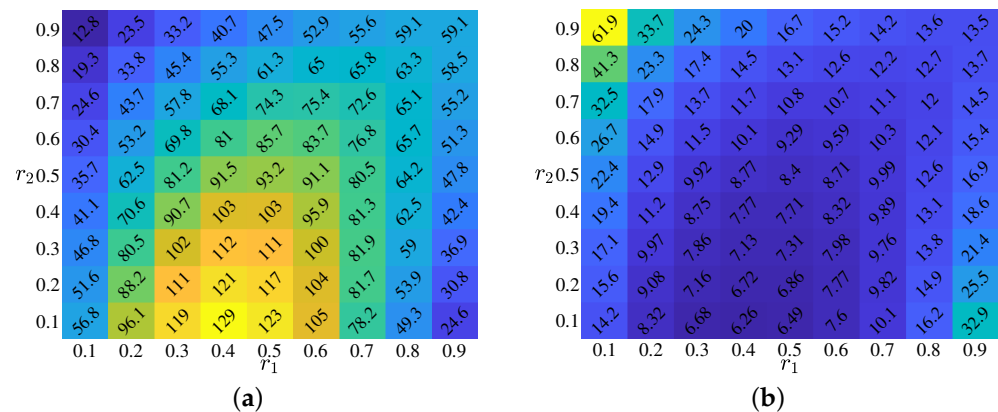 0.9 12.8 23.5 33.2 40.7 47.5 52.9 55.6 59.1 59.1
0.8 19.3 33.8 45.4 55.3 61.3 65 65.8 63.3 58.5
0.7 24.6 43.7 57.8 68.1 74.3 75.4 72.6 65.1 55.2
0.6 30.4 53.2 69.8 81 85.7 83.7 76.8 65.7 51.3
r2 0.5 35.7 62.5 81.2 91.5 93.2 91.1 80.5 64.2 47.8
0.4 41.1 70.6 90.7 103 103 95.9 81.3 62.5 42.4
0.3 46.8 80.5 102 112 111 100 81.9 59 36.9
0.2 51.6 88.2 111 121 117 104 81.7 53.9 30.8
0.1 56.8 96.1 119 129 123 105 78.2 49.3 24.6
0.1 0.2 0.3 0.4 0.5 0.6 0.7 0.8 0.9
r1
(a)
0.9 61.9 33.7 24.3 20 16.7 15.2 14.2 13.6 13.5
0.8 41.3 23.3 17.4 14.5 13.1 12.6 12.2 12.7 13.7
0.7 32.5 17.9 13.7 11.7 10.8 10.7 11.1 12 14.5
0.6 26.7 14.9 11.5 10.1 9.29 9.59 10.3 12.1 15.4
r2 0.5 22.4 12.9 9.92 8.77 8.4 8.71 9.99 12.6 16.9
0.4 19.4 11.2 8.75 7.77 7.71 8.32 9.89 13.1 18.6
0.3 17.1 9.97 7.86 7.13 7.31 7.98 9.76 13.8 21.4
0.2 15.6 9.08 7.16 6.72 6.86 7.77 9.82 14.9 25.5
0.1 14.2 8.32 6.68 6.26 6.49 7.6 10.1 16.2 32.9
0.1 0.2 0.3 0.4 0.5 0.6 0.7 0.8 0.9
r1
(b)